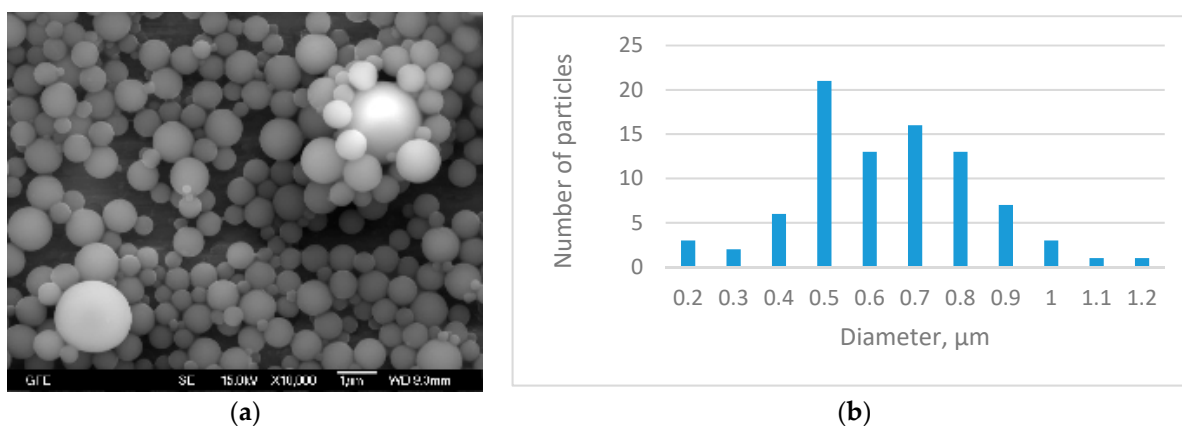 GFE SE 15.0kV X10,000 1µm WD 9.3mm
(a)
Number of particles
25
20
15
10
5
0
0.2 0.3 0.4 0.5 0.6 0.7 0.8 0.9 1 1.1 1.2
Diameter, µm
(b)